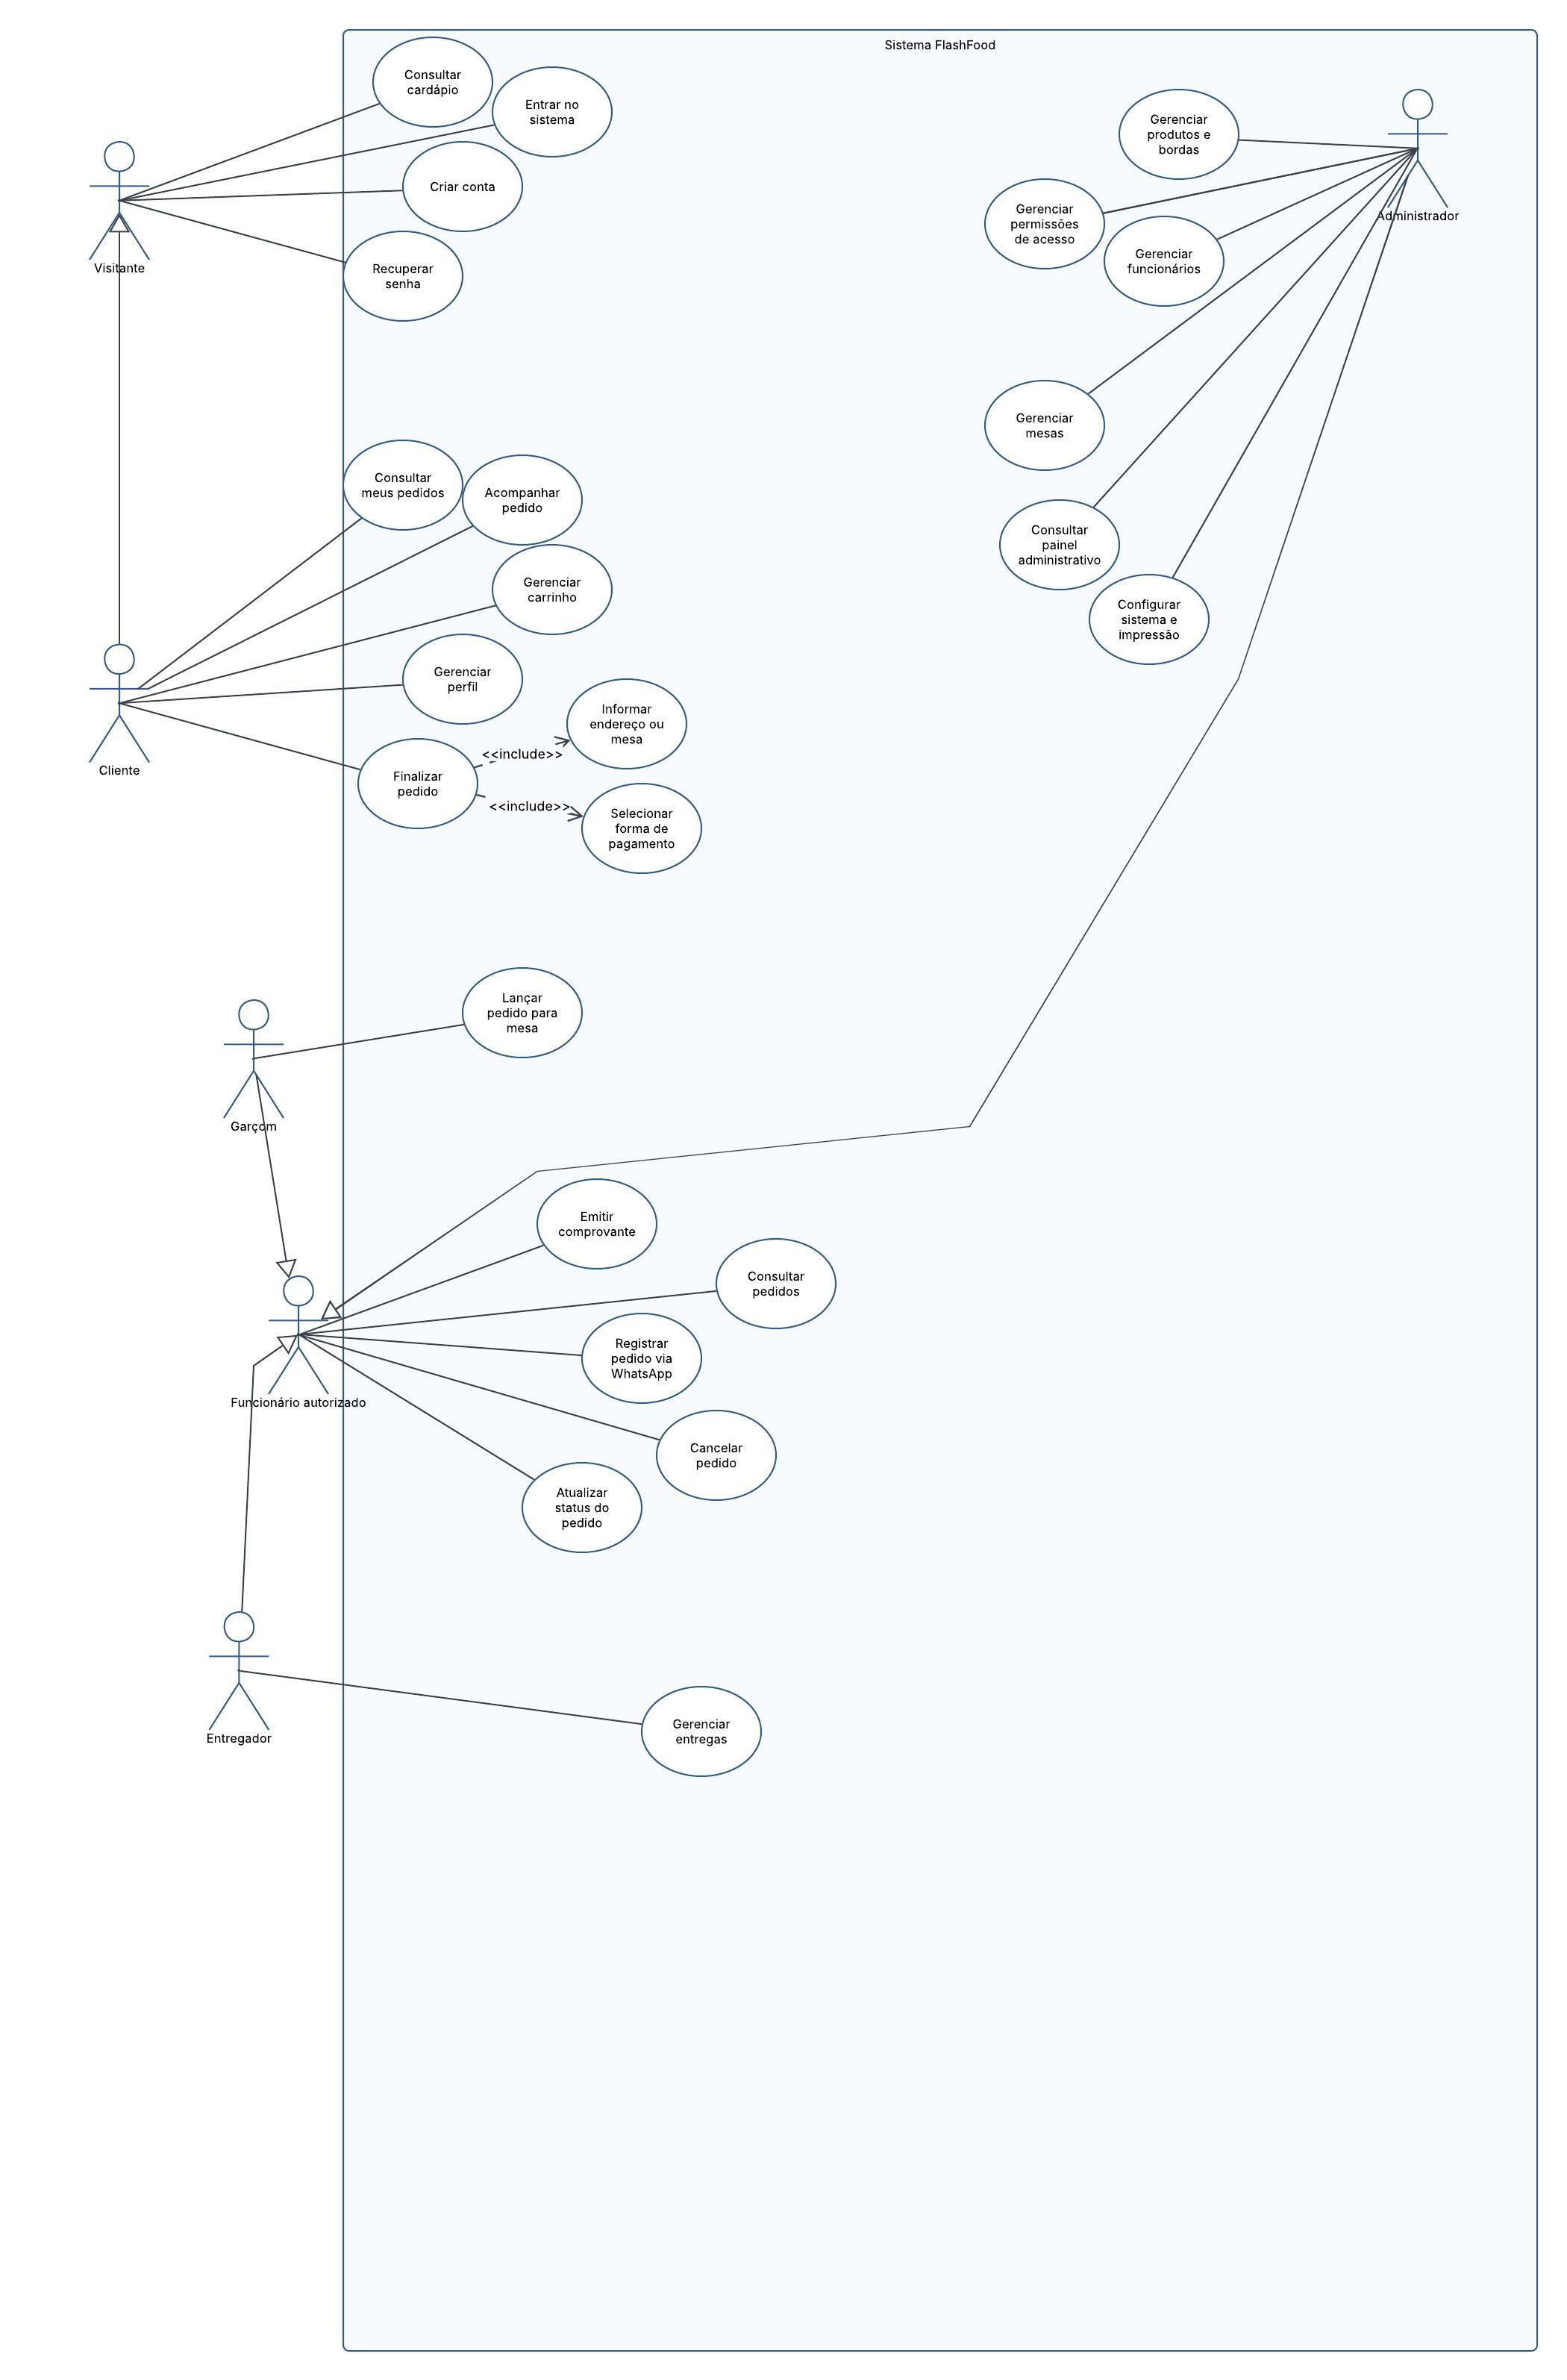 Sistema FlashFood
Consultar
cardápio
Entrar no
sistema
Criar conta
Recuperar
senha
Visitante
Gerenciar
produtos e
bordas
Gerenciar
permissões
de acesso
Gerenciar
funcionários
Administrador
Gerenciar
mesas
Consultar
painel
administrativo
Configurar
sistema e
impressão
Consultar
meus pedidos
Acompanhar
pedido
Gerenciar
carrinho
Gerenciar
perfil
Cliente
Finalizar
pedido
<<include>>
Informar
endereço ou
mesa
<<include>>
Selecionar
forma de
pagamento
Lançar
pedido para
mesa
Garçom
Emitir
comprovante
Consultar
pedidos
Registrar
pedido via
WhatsApp
Funcionário autorizado
Cancelar
pedido
Atualizar
status do
pedido
Entregador
Gerenciar
entregas